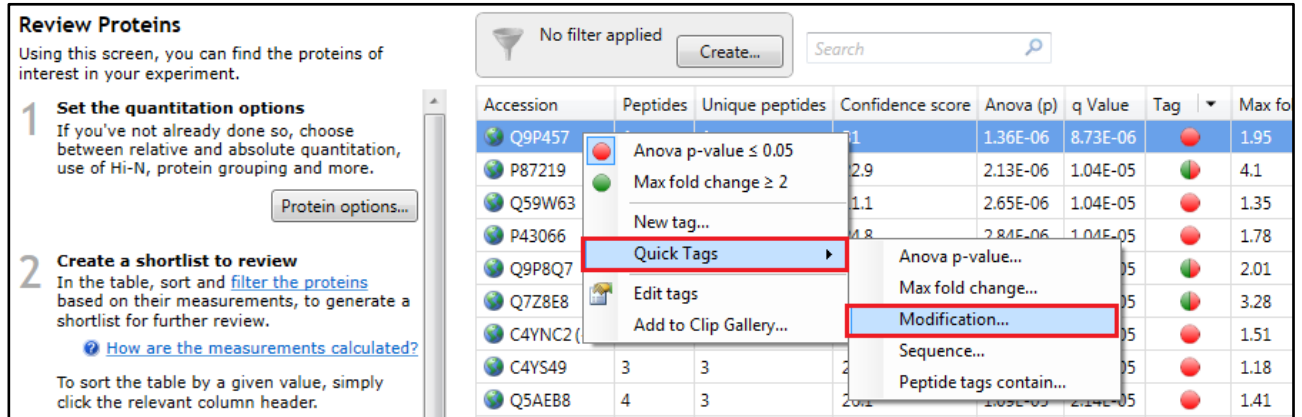 Review Proteins
Using this screen, you can find the proteins of
interest in your experiment.
1 Set the quantitation options
If you've not already done so, choose
between relative and absolute quantitation,
use of Hi-N, protein grouping and more.
Protein options...
2 Create a shortlist to review
In the table, sort and filter the proteins
based on their measurements, to generate a
shortlist for further review.
How are the measurements calculated?
To sort the table by a given value, simply
click the relevant column header.
No filter applied
Create...
Search
Accession Peptides Unique peptides Confidence score Anova (p) q Value Tag Max fo
Q9P457 1.36E-06 8.73E-06 1.95
P87219 2.13E-06 1.04E-05 4.1
Q59W63 2.65E-06 1.04E-05 1.35
P43066 2.84E-06 1.04E-05 1.78
Q9P8Q7 2.01
Q7Z8E8 3.28
C4YNC2 ( 1.51
C4YS49 3 3 1.18
Q5AEB8 4 3 1.41
Anova p-value ≤ 0.05
Max fold change ≥ 2
New tag...
Quick Tags
Edit tags
Add to Clip Gallery...
Anova p-value...
Max fold change...
Modification...
Sequence...
Peptide tags contain...